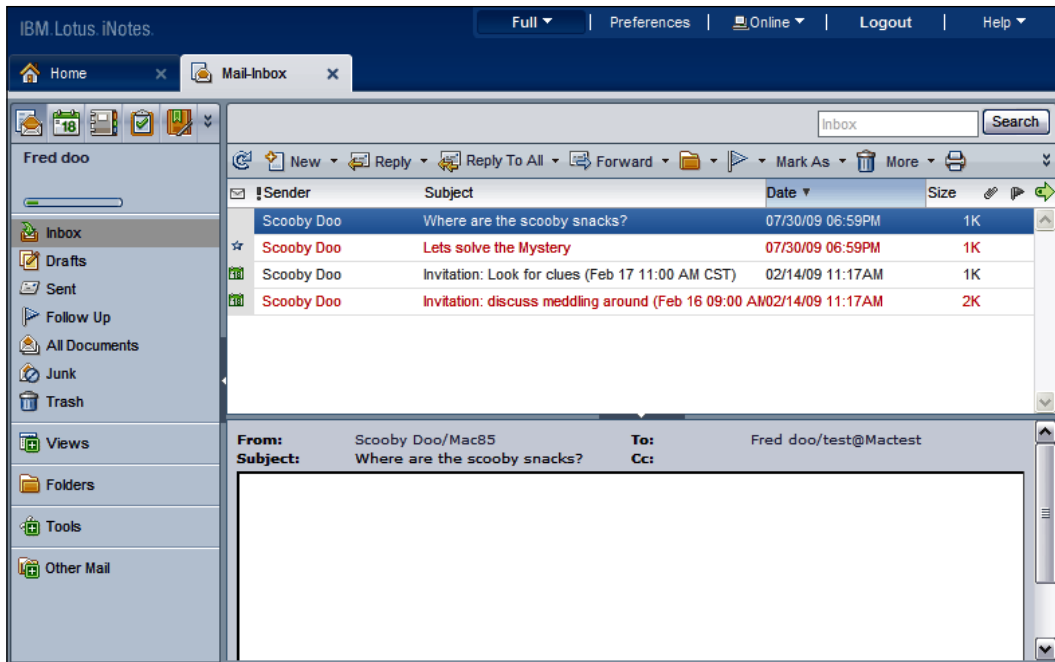 IBM.Lotus.iNotes. Full Preferences Online Logout Help
Home Mail-Inbox
18
Inbox Search
Fred doo
New Reply Reply To All Forward Mark As More
! Sender Subject Date Size
Scooby Doo Where are the scooby snacks? 07/30/09 06:59PM 1K
Scooby Doo Lets solve the Mystery 07/30/09 06:59PM 1K
Scooby Doo Invitation: Look for clues (Feb 17 11:00 AM CST) 02/14/09 11:17AM 1K
Scooby Doo Invitation: discuss meddling around (Feb 16 09:00 AM 02/14/09 11:17AM 2K
Inbox
Drafts
Sent
Follow Up
All Documents
Junk
Trash
Views
Folders
Tools
Other Mail
From: Scooby Doo/Mac85 To: Fred doo/test@Mactest
Subject: Where are the scooby snacks? Cc: